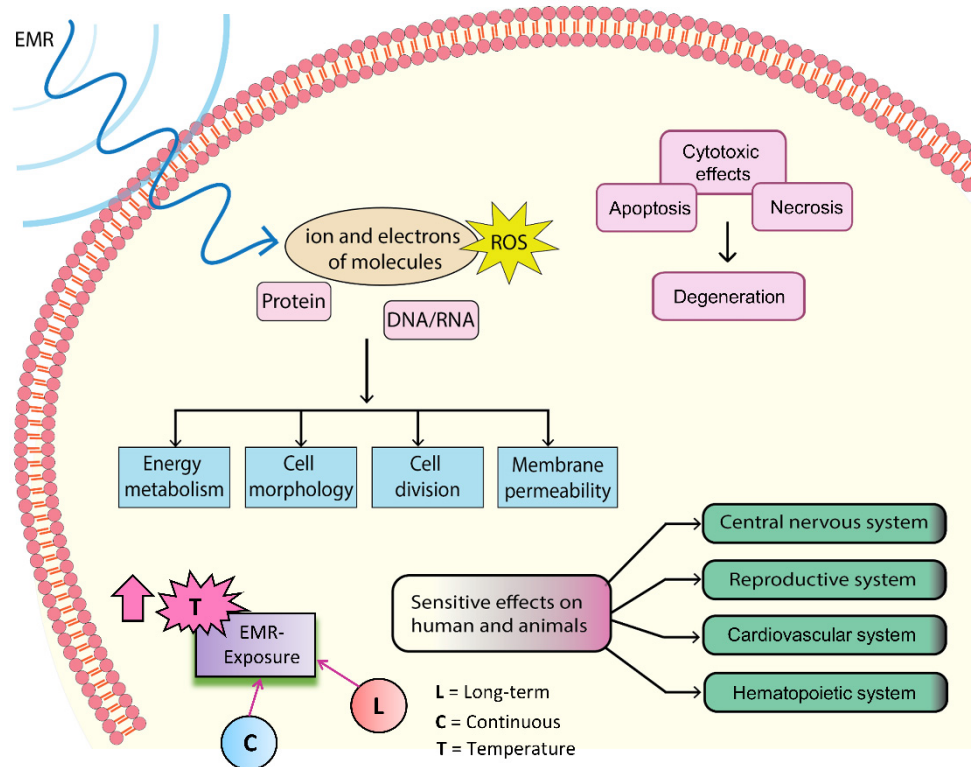 EMR
Cytotoxic
effects
Apoptosis
Necrosis
Degeneration
ion and electrons
of molecules
ROS
Protein
DNA/RNA
Energy
metabolism
Cell
morphology
Cell
division
Membrane
permeability
Central nervous system
Reproductive system
Cardiovascular system
Hematopoietic system
Sensitive effects on
human and animals
T
EMR-
Exposure
L
C
L = Long-term
C = Continuous
T = Temperature